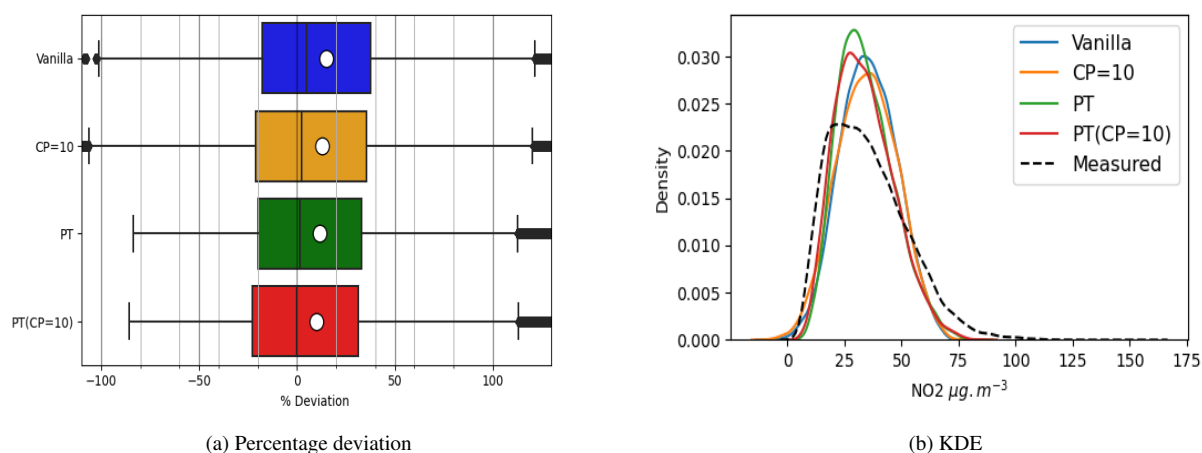 Vanilla
CP=10
PT
PT(CP=10)
−100
−50
0
50
100
% Deviation
(a) Percentage deviation
0.030
0.025
0.020
0.015
0.010
0.005
0.000
Density
Vanilla
CP=10
PT
PT(CP=10)
Measured
0
25
50
75
100
125
150
175
NO2 μg.m⁻³
(b) KDE